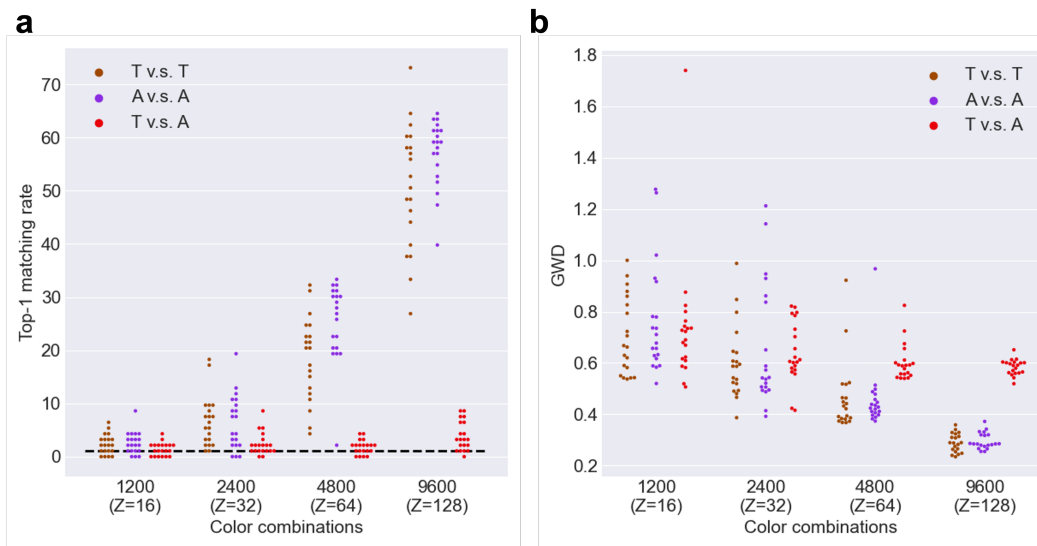 a
T v.s. T
A v.s. A
T v.s. A
70
60
50
40
30
20
10
0
Top-1 matching rate
1200 2400 4800 9600
(Z=16) (Z=32) (Z=64) (Z=128)
Color combinations
b
T v.s. T
A v.s. A
T v.s. A
1.8
1.6
1.4
1.2
1.0
0.8
0.6
0.4
0.2
GWD
1200 2400 4800 9600
(Z=16) (Z=32) (Z=64) (Z=128)
Color combinations